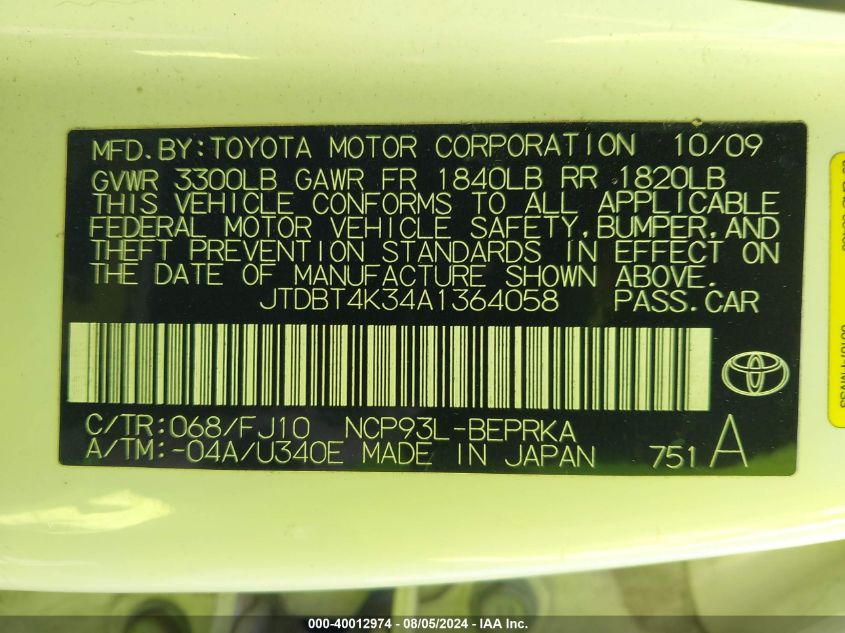 MFD.BY:TOYOTA MOTOR CORPORATION 10/09
GVWR 3300LB GAWR FR 1840LB RR 1820LB
THIS VEHICLE CONFORMS TO ALL APPLICABLE
FEDERAL MOTOR VEHICLE SAFETY,BUMPER,AND
THEFT PREVENTION STANDARDS IN EFFECT ON
THE DATE OF MANUFACTURE SHOWN ABOVE.
JTDBT4K34A1364058 PASS.CAR
C/TR:068/FJ10 NCP93L-BEPRKA
A/TM:-04A/U340E MADE IN JAPAN 751 A
000-40012974 - 08/05/2024 - IAA Inc.